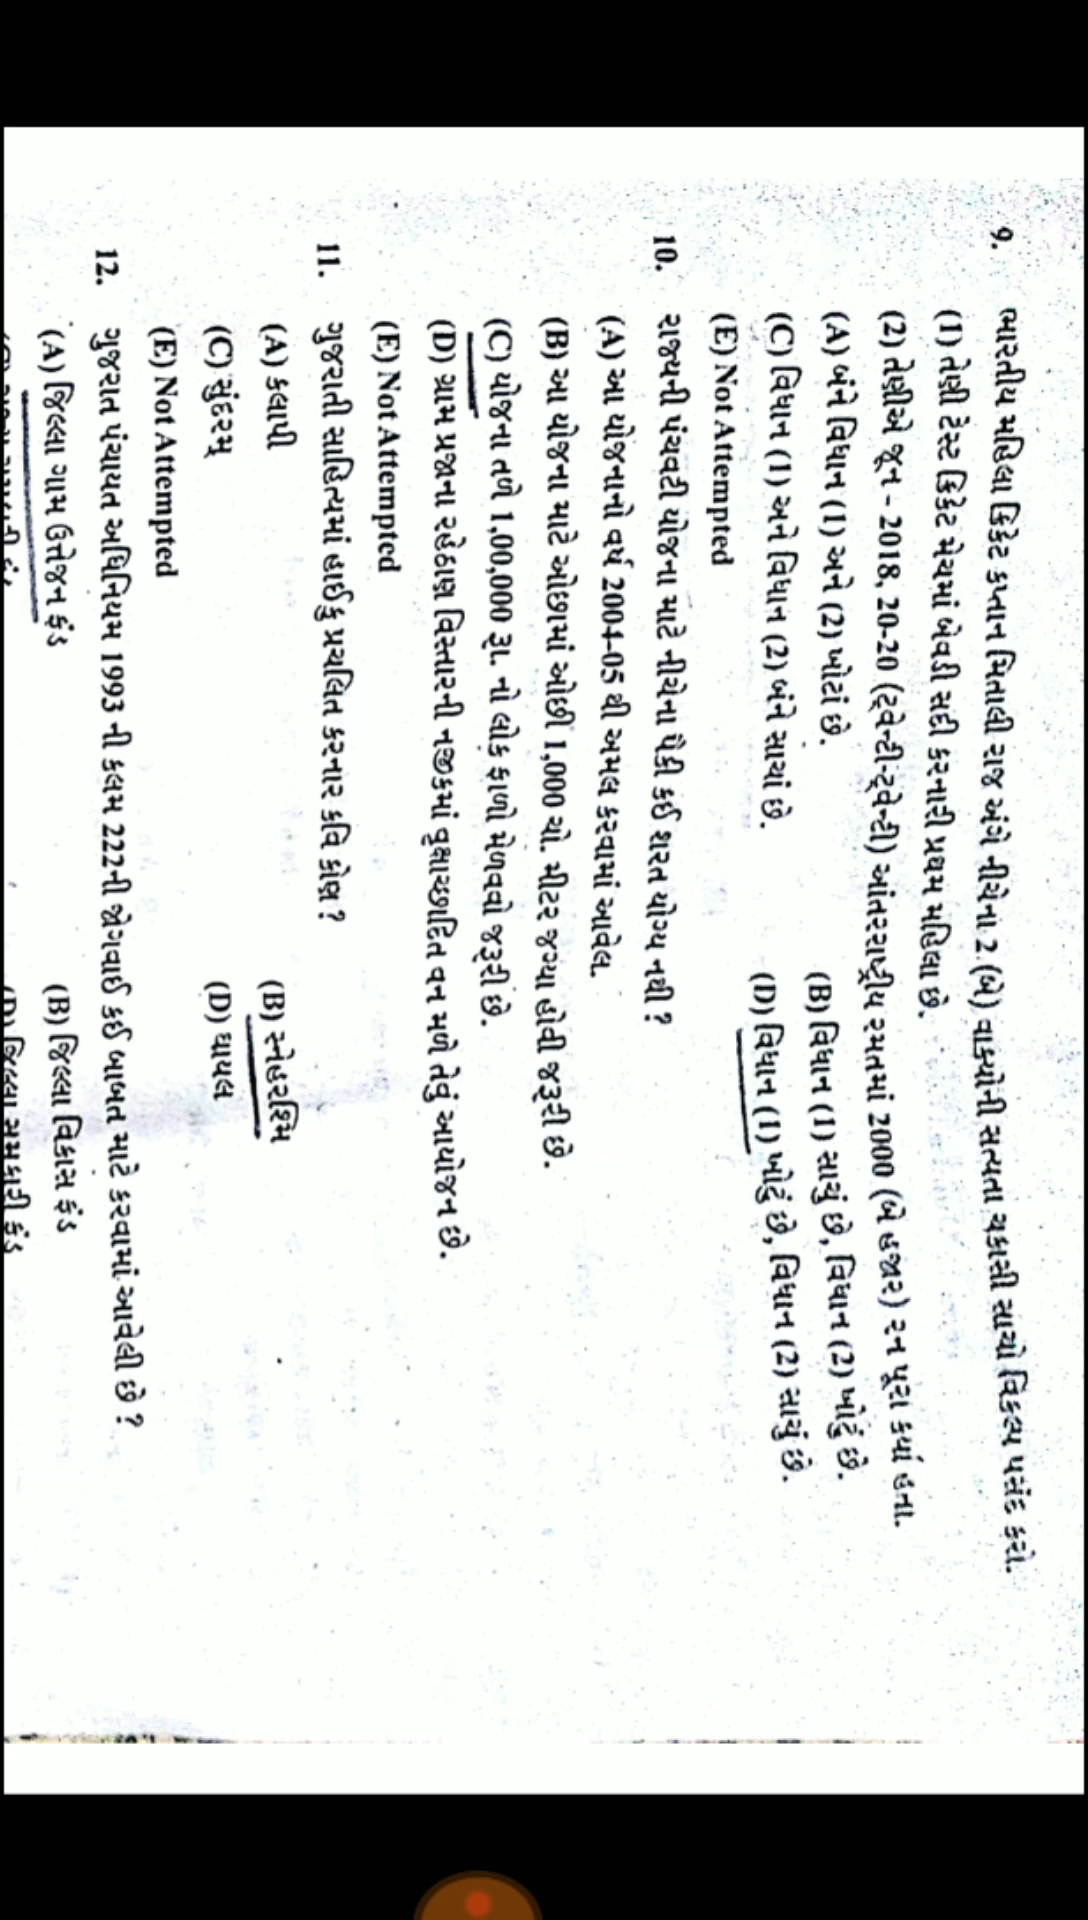 9. ભારતીય મહિલા ક્રિકેટ કપ્તાન મિતાલી રાજ અંગે નીચેના 2 (બે) વાક્યોની સત્યતા ચકાસી સાચો વિકલ્પ પસંદ કરો.
(1) તેણી ટેસ્ટ ક્રિકેટ મેચમાં બેવડી સદી કરનારી પ્રથમ મહિલા છે.
(2) તેણીએ જૂન - 2018, 20-20 (ટ્વેન્ટી-ટ્વેન્ટી) આંતરરાષ્ટ્રીય રમતમાં 2000 (બે હજાર) રન પૂરા કર્યા હતા.
(A) બંને વિધાન (1) અને (2) ખોટાં છે. (B) વિધાન (1) સાચું છે, વિધાન (2) ખોટું છે.
(C) વિધાન (1) અને વિધાન (2) બંને સાચાં છે. (D) વિધાન (1) ખોટું છે, વિધાન (2) સાચું છે.
(E) Not Attempted
10. રાજ્યની પંચવટી યોજના માટે નીચેના પૈકી કઈ શરત યોગ્ય નથી ?
(A) આ યોજનાનો વર્ષ 2004-05 થી અમલ કરવામાં આવેલ.
(B) આ યોજના માટે ઓછામાં ઓછી 1,000 ચો. મીટર જગ્યા હોવી જરૂરી છે.
(C) યોજના તળે 1,00,000 રૂા. નો લોક ફાળો મેળવવો જરૂરી છે.
(D) ગ્રામ પ્રજાના રહેઠાણ વિસ્તારની નજીકમાં વૃક્ષાચ્છાદિત વન મળે તેવું આયોજન છે.
(E) Not Attempted
11. ગુજરાતી સાહિત્યમાં હાઈકુ પ્રચલિત કરનાર કવિ કોણ ?
(A) કલાપી (B) સ્નેહરશ્મિ
(C) સુંદરમ્ (D) ઘાયલ
(E) Not Attempted
12. ગુજરાત પંચાયત અધિનિયમ 1993 ની કલમ 222ની જોગવાઈ કઈ બાબત માટે કરવામાં આવેલી છે ?
(A) જિલ્લા ગામ ઉત્તેજન ફંડ (B) જિલ્લા વિકાસ ફંડ
(D) જિલ્લા સમકારી ફંડ